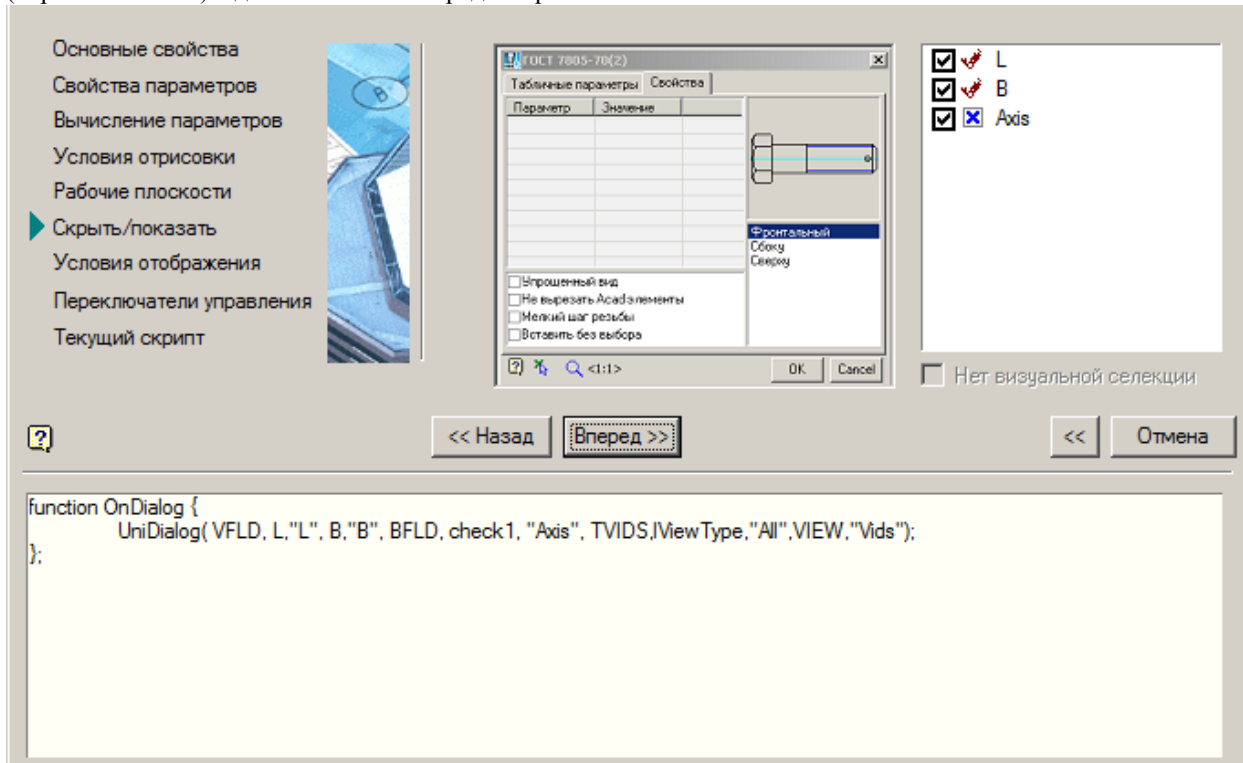 Основные свойства
Свойства параметров
Вычисление параметров
Условия отрисовки
Рабочие плоскости
Скрыть/показать
Условия отображения
Переключатели управления
Текущий скрипт
B
ГОСТ 7805-70(2)
Табличные параметры Свойства
Параметр Значение
Фронтальный
Сбоку
Сверху
Упрощенный вид
Не вырезать Acad элементы
Мелкий шаг резьбы
Вставить без выбора
<1:1> OK Cancel
L
B
Axis
Нет визуальной селекции
<< Назад Вперед >> << Отмена
function OnDialog {
UniDialog( VFLD, L,"L", B,"B", BFLD, check1, "Axis", TVIDS,IViewType,"All",VIEW,"Vids");
};